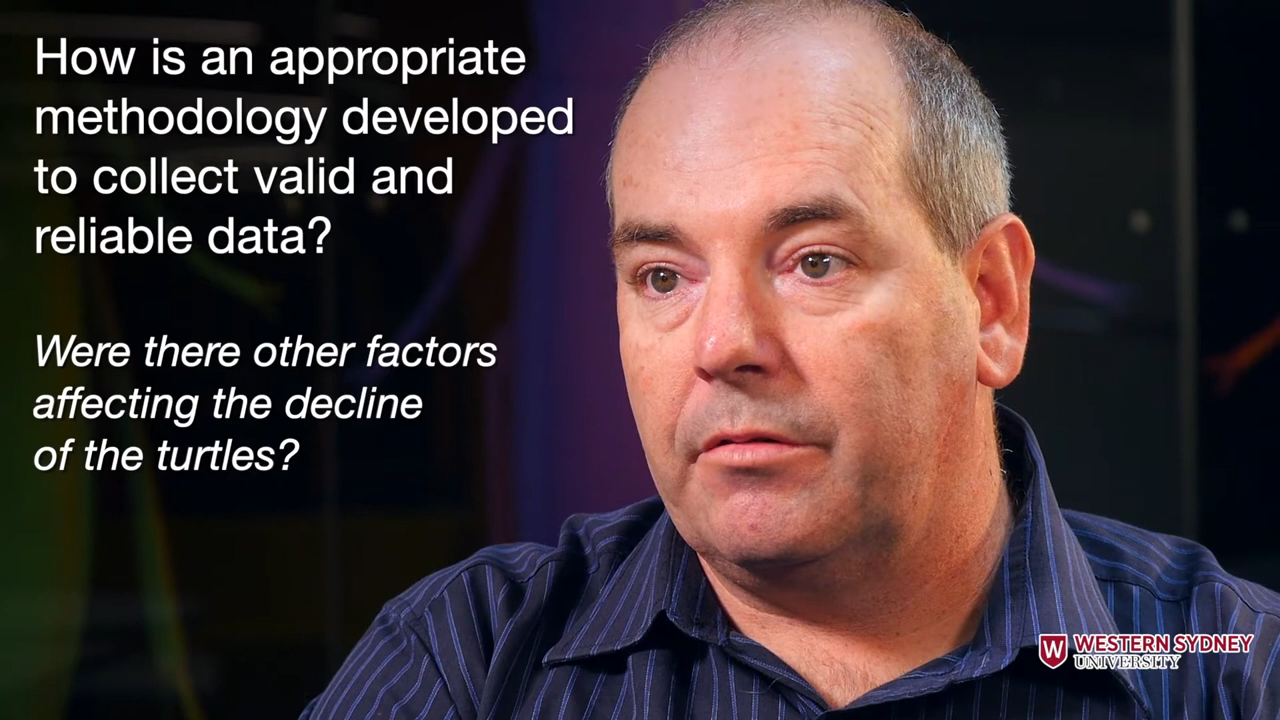 How is an appropriate
methodology developed
to collect valid and
reliable data?
Were there other factors
affecting the decline
of the turtles?
WESTERN SYDNEY
UNIVERSITY